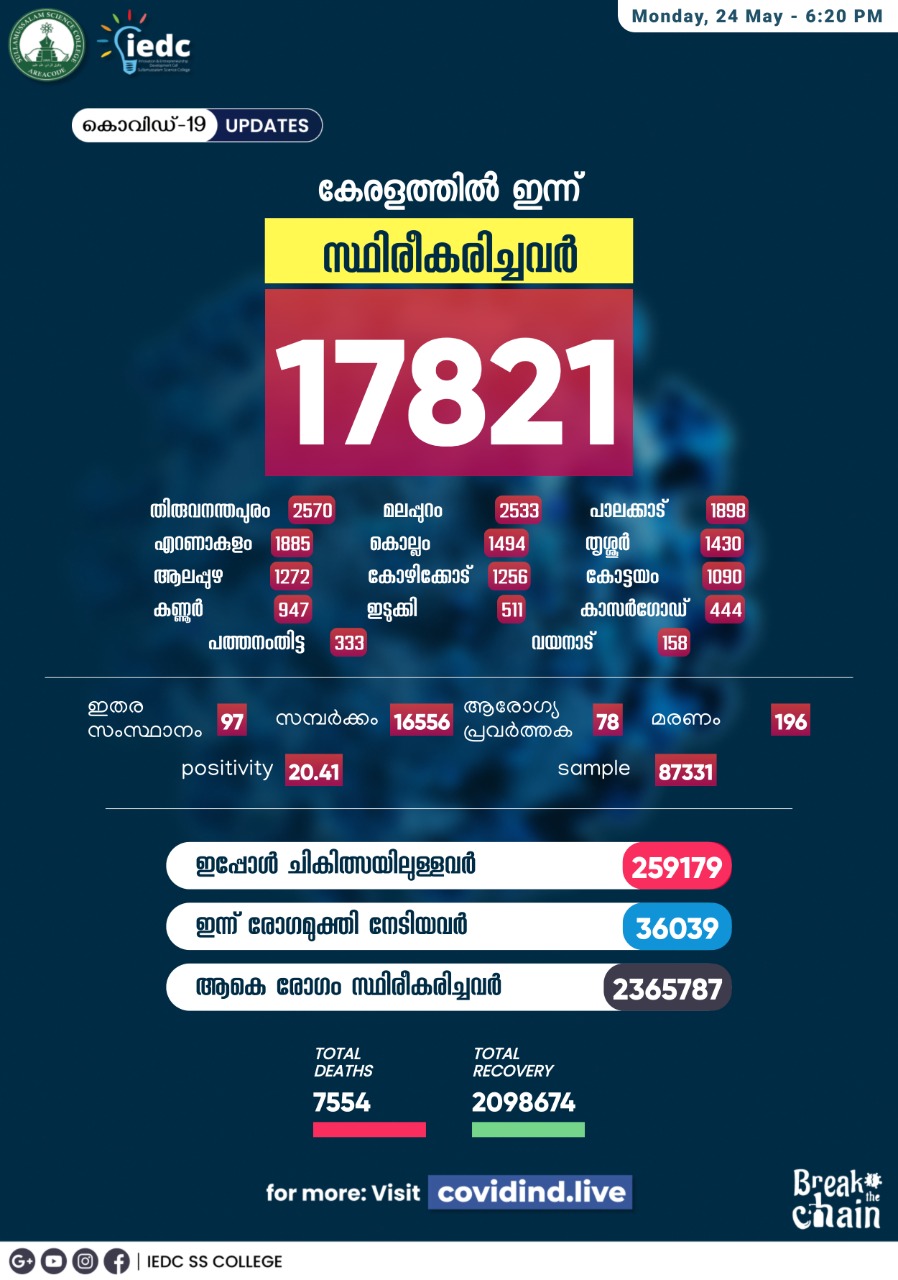 Monday, 24 May - 6:20 PM
SULLAMUSSALAM SCIENCE COLLEGE
AREACODE
iedc
കൊവിഡ്-19 UPDATES
കേരളത്തിൽ ഇന്ന്
സ്ഥിരീകരിച്ചവർ
17821
തിരുവനന്തപുരം 2570 മലപ്പുറം 2533 പാലക്കാട് 1898
എറണാകുളം 1885 കൊല്ലം 1494 തൃശ്ശൂർ 1430
ആലപ്പുഴ 1272 കോഴിക്കോട് 1256 കോട്ടയം 1090
കണ്ണൂർ 947 ഇടുക്കി 511 കാസർഗോഡ് 444
പത്തനംതിട്ട 333 വയനാട് 158
ഇതര സംസ്ഥാനം 97 സമ്പർക്കം 16556 ആരോഗ്യ പ്രവർത്തക 78 മരണം 196
positivity 20.41 sample 87331
ഇപ്പോൾ ചികിത്സയിലുള്ളവർ 259179
ഇന്ന് രോഗമുക്തി നേടിയവർ 36039
ആകെ രോഗം സ്ഥിരീകരിച്ചവർ 2365787
TOTAL DEATHS
7554
TOTAL RECOVERY
2098674
for more: Visit covidind.live
Break the chain
G+ f | IEDC SS COLLEGE